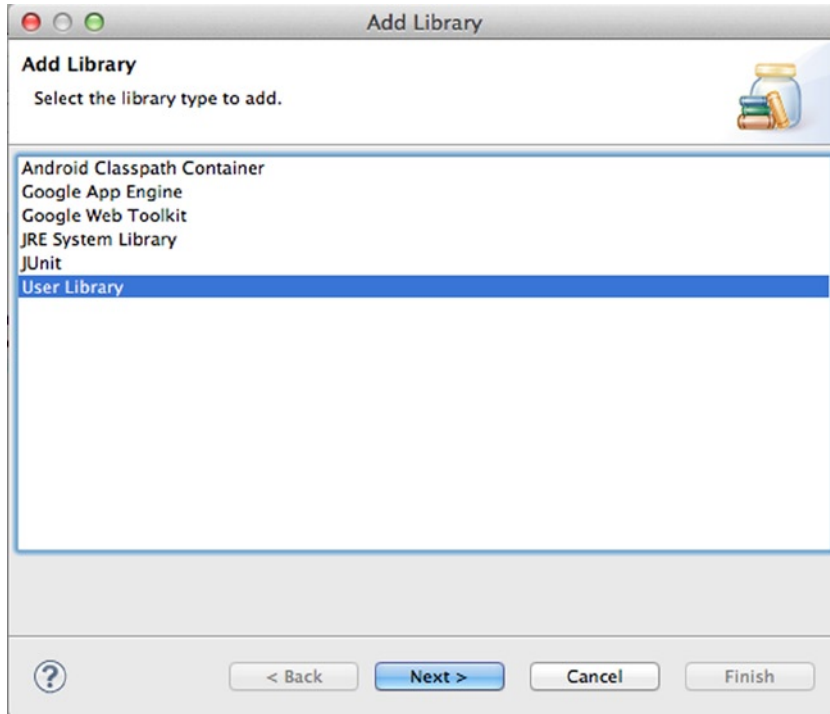 Add Library
Add Library
Select the library type to add.
Android Classpath Container
Google App Engine
Google Web Toolkit
JRE System Library
JUnit
User Library
?
< Back
Next >
Cancel
Finish